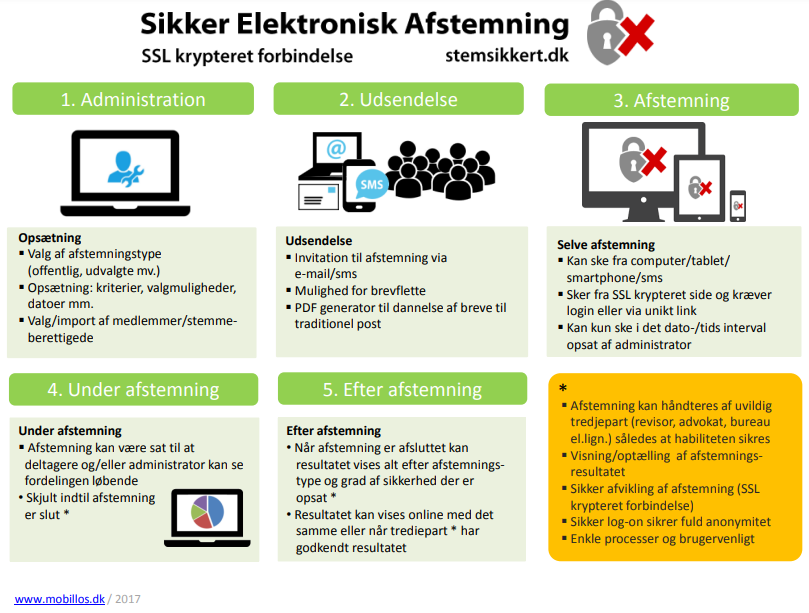 Sikker Elektronisk Afstemning
SSL krypteret forbindelse
stemsikkert.dk
1. Administration
Opsætning
▪ Valg af afstemningstype
(offentlig, udvalgte mv.)
▪ Opsætning: kriterier, valgmuligheder,
datoer mm.
▪ Valg/import af medlemmer/stemme-
berettigede
2. Udsendelse
@
SMS
Udsendelse
▪ Invitation til afstemning via
e-mail/sms
▪ Mulighed for brevflette
▪ PDF generator til dannelse af breve til
traditionel post
3. Afstemning
Selve afstemning
▪ Kan ske fra computer/tablet/
smartphone/sms
▪ Sker fra SSL krypteret side og kræver
login eller via unikt link
▪ Kan kun ske i det dato-/tids interval
opsat af administrator
4. Under afstemning
Under afstemning
▪ Afstemning kan være sat til at
deltagere og/eller administrator kan se
fordelingen løbende
• Skjult indtil afstemning
er slut *
5. Efter afstemning
Efter afstemning
• Når afstemning er afsluttet kan
resultatet vises alt efter afstemnings-
type og grad af sikkerhed der er
opsat *
• Resultatet kan vises online med det
samme eller når trediepart * har
godkendt resultatet
*
▪ Afstemning kan håndteres af uvildig
tredjepart (revisor, advokat, bureau
el.lign.) således at habiliteten sikres
▪ Visning/optælling af afstemnings-
resultatet
▪ Sikker afvikling af afstemning (SSL
krypteret forbindelse)
▪ Sikker log-on sikrer fuld anonymitet
▪ Enkle processer og brugervenligt
www.mobillos.dk / 2017